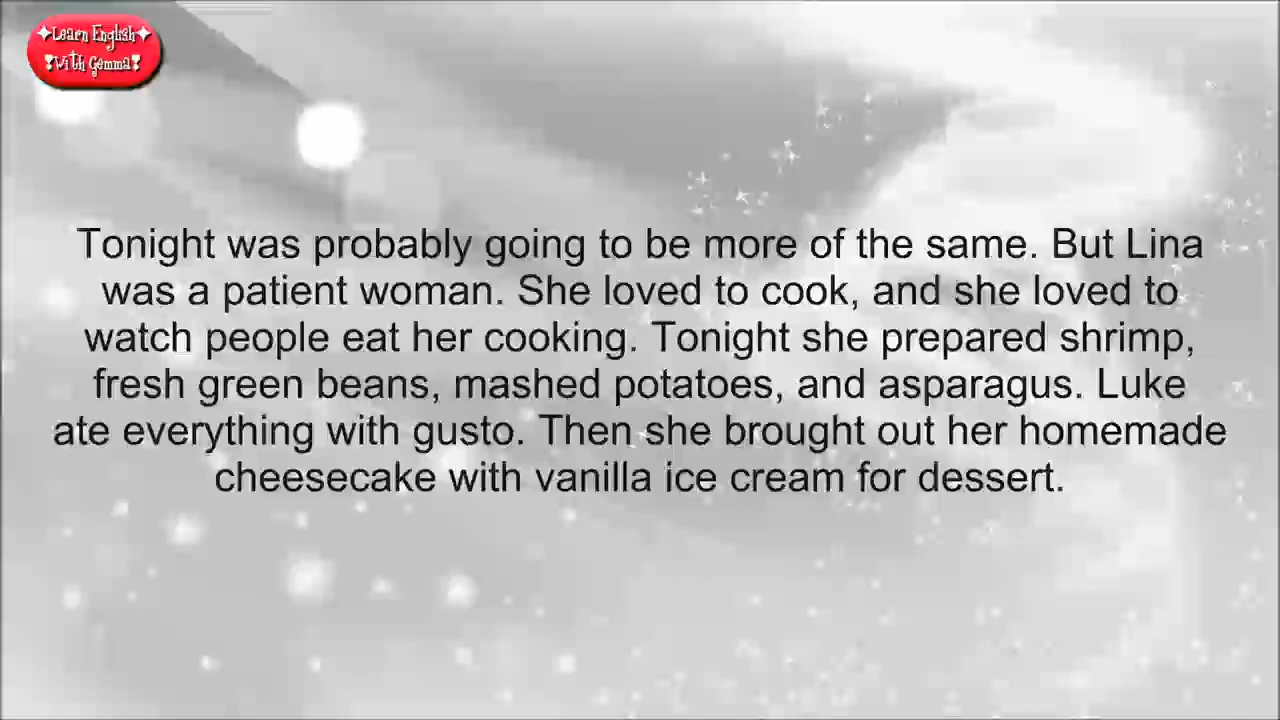 ✦Learn English✦
❣With Gemma❣
Tonight was probably going to be more of the same. But Lina
was a patient woman. She loved to cook, and she loved to
watch people eat her cooking. Tonight she prepared shrimp,
fresh green beans, mashed potatoes, and asparagus. Luke
ate everything with gusto. Then she brought out her homemade
cheesecake with vanilla ice cream for dessert.